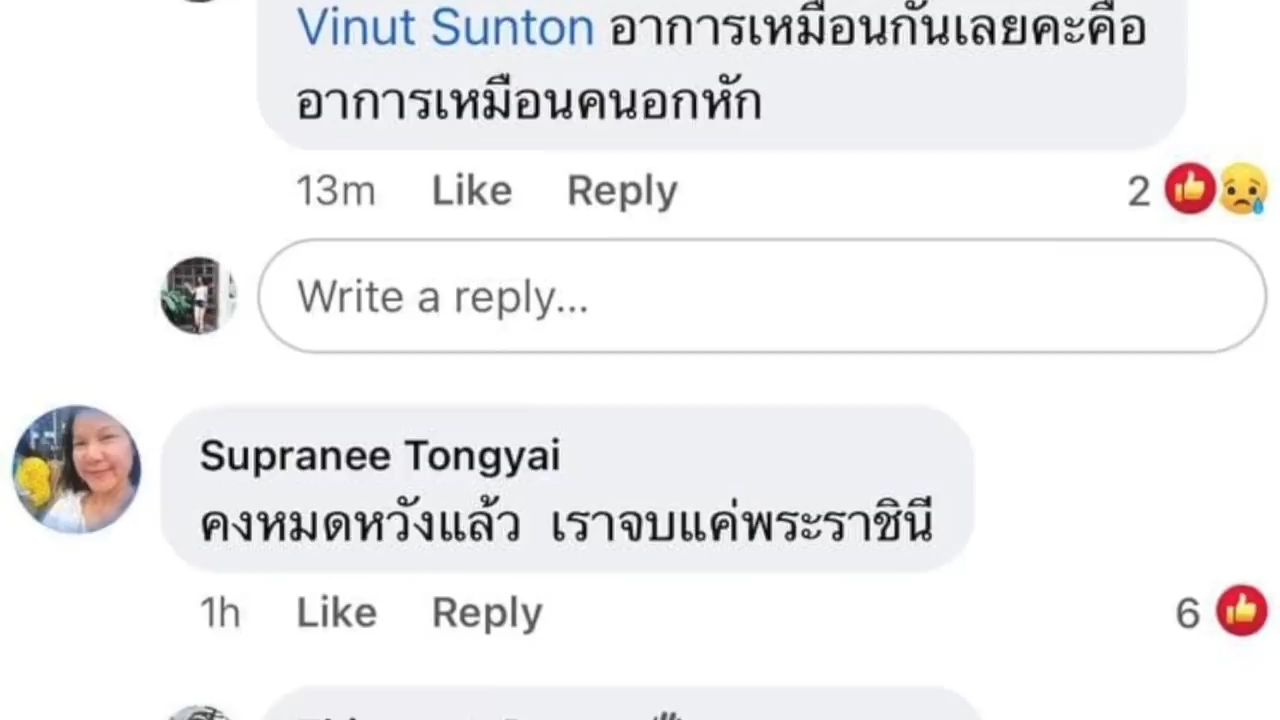 Vinut Sunton อาการเหมือนกันเลยคะคือ
อาการเหมือนคนอกหัก
13m Like Reply 2
Write a reply...
Supranee Tongyai
คงหมดหวังแล้ว เราจบแค่พระราชินี
1h Like Reply 6